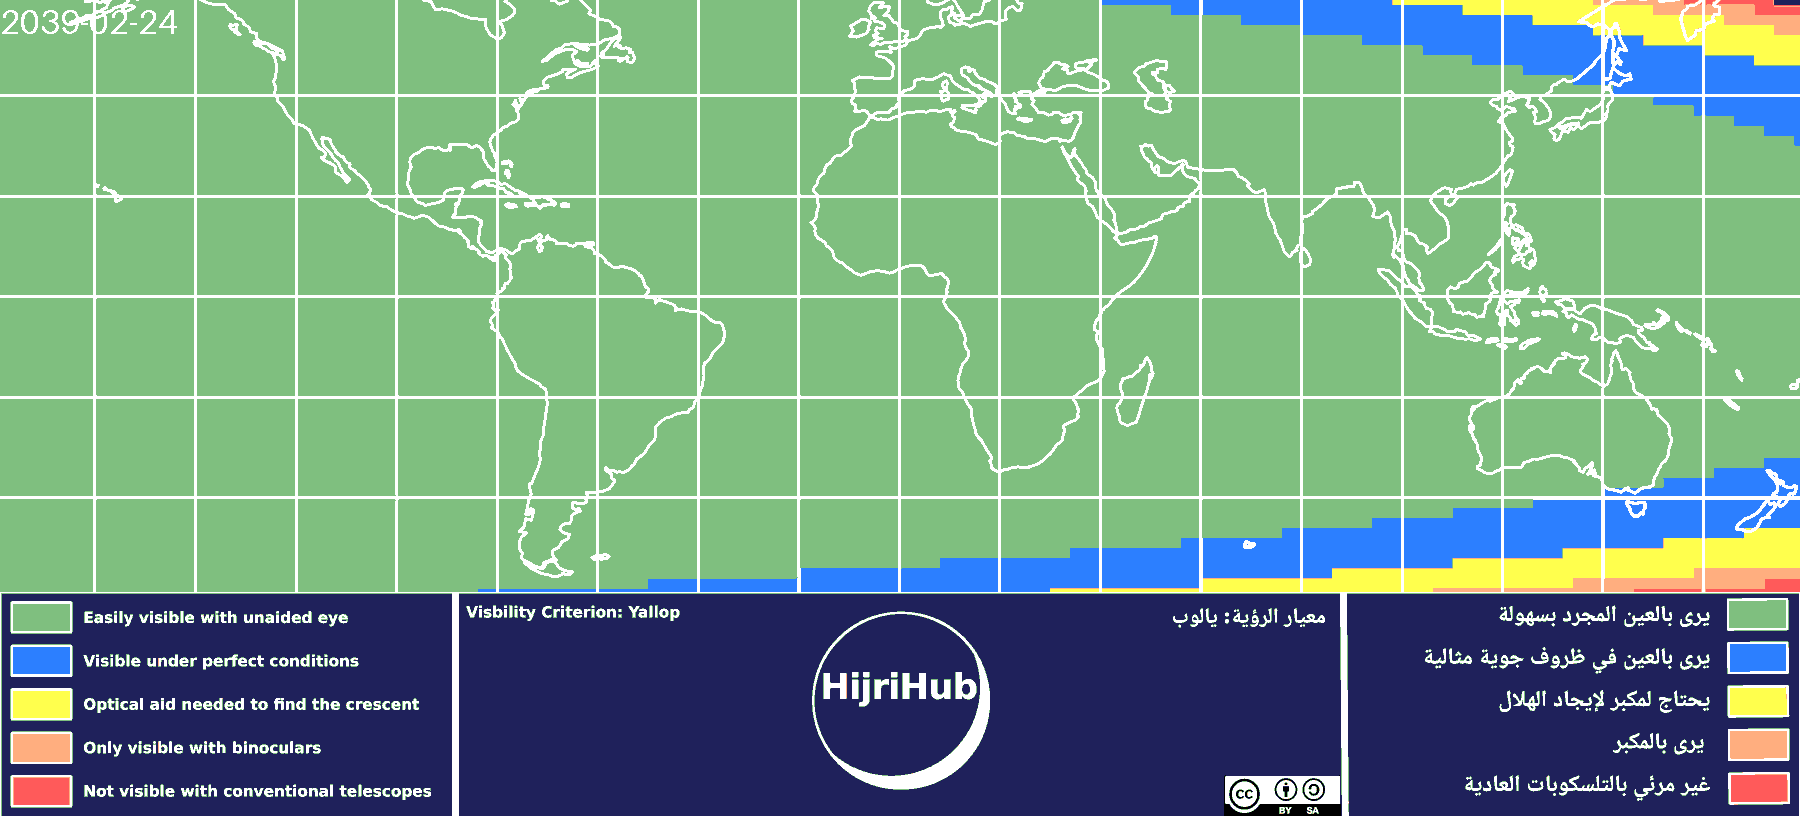 2039-02-24
Easily visible with unaided eye
Visible under perfect conditions
Optical aid needed to find the crescent
Only visible with binoculars
Not visible with conventional telescopes
Visbility Criterion: Yallop
معيار الرؤية: يالوب
HijriHub
cc
BY SA
يرى بالعين المجرد بسهولة
يرى بالعين في ظروف جوية مثالية
يحتاج لمكبر لإيجاد الهلال
يرى بالمكبر
غير مرئي بالتلسكوبات العادية